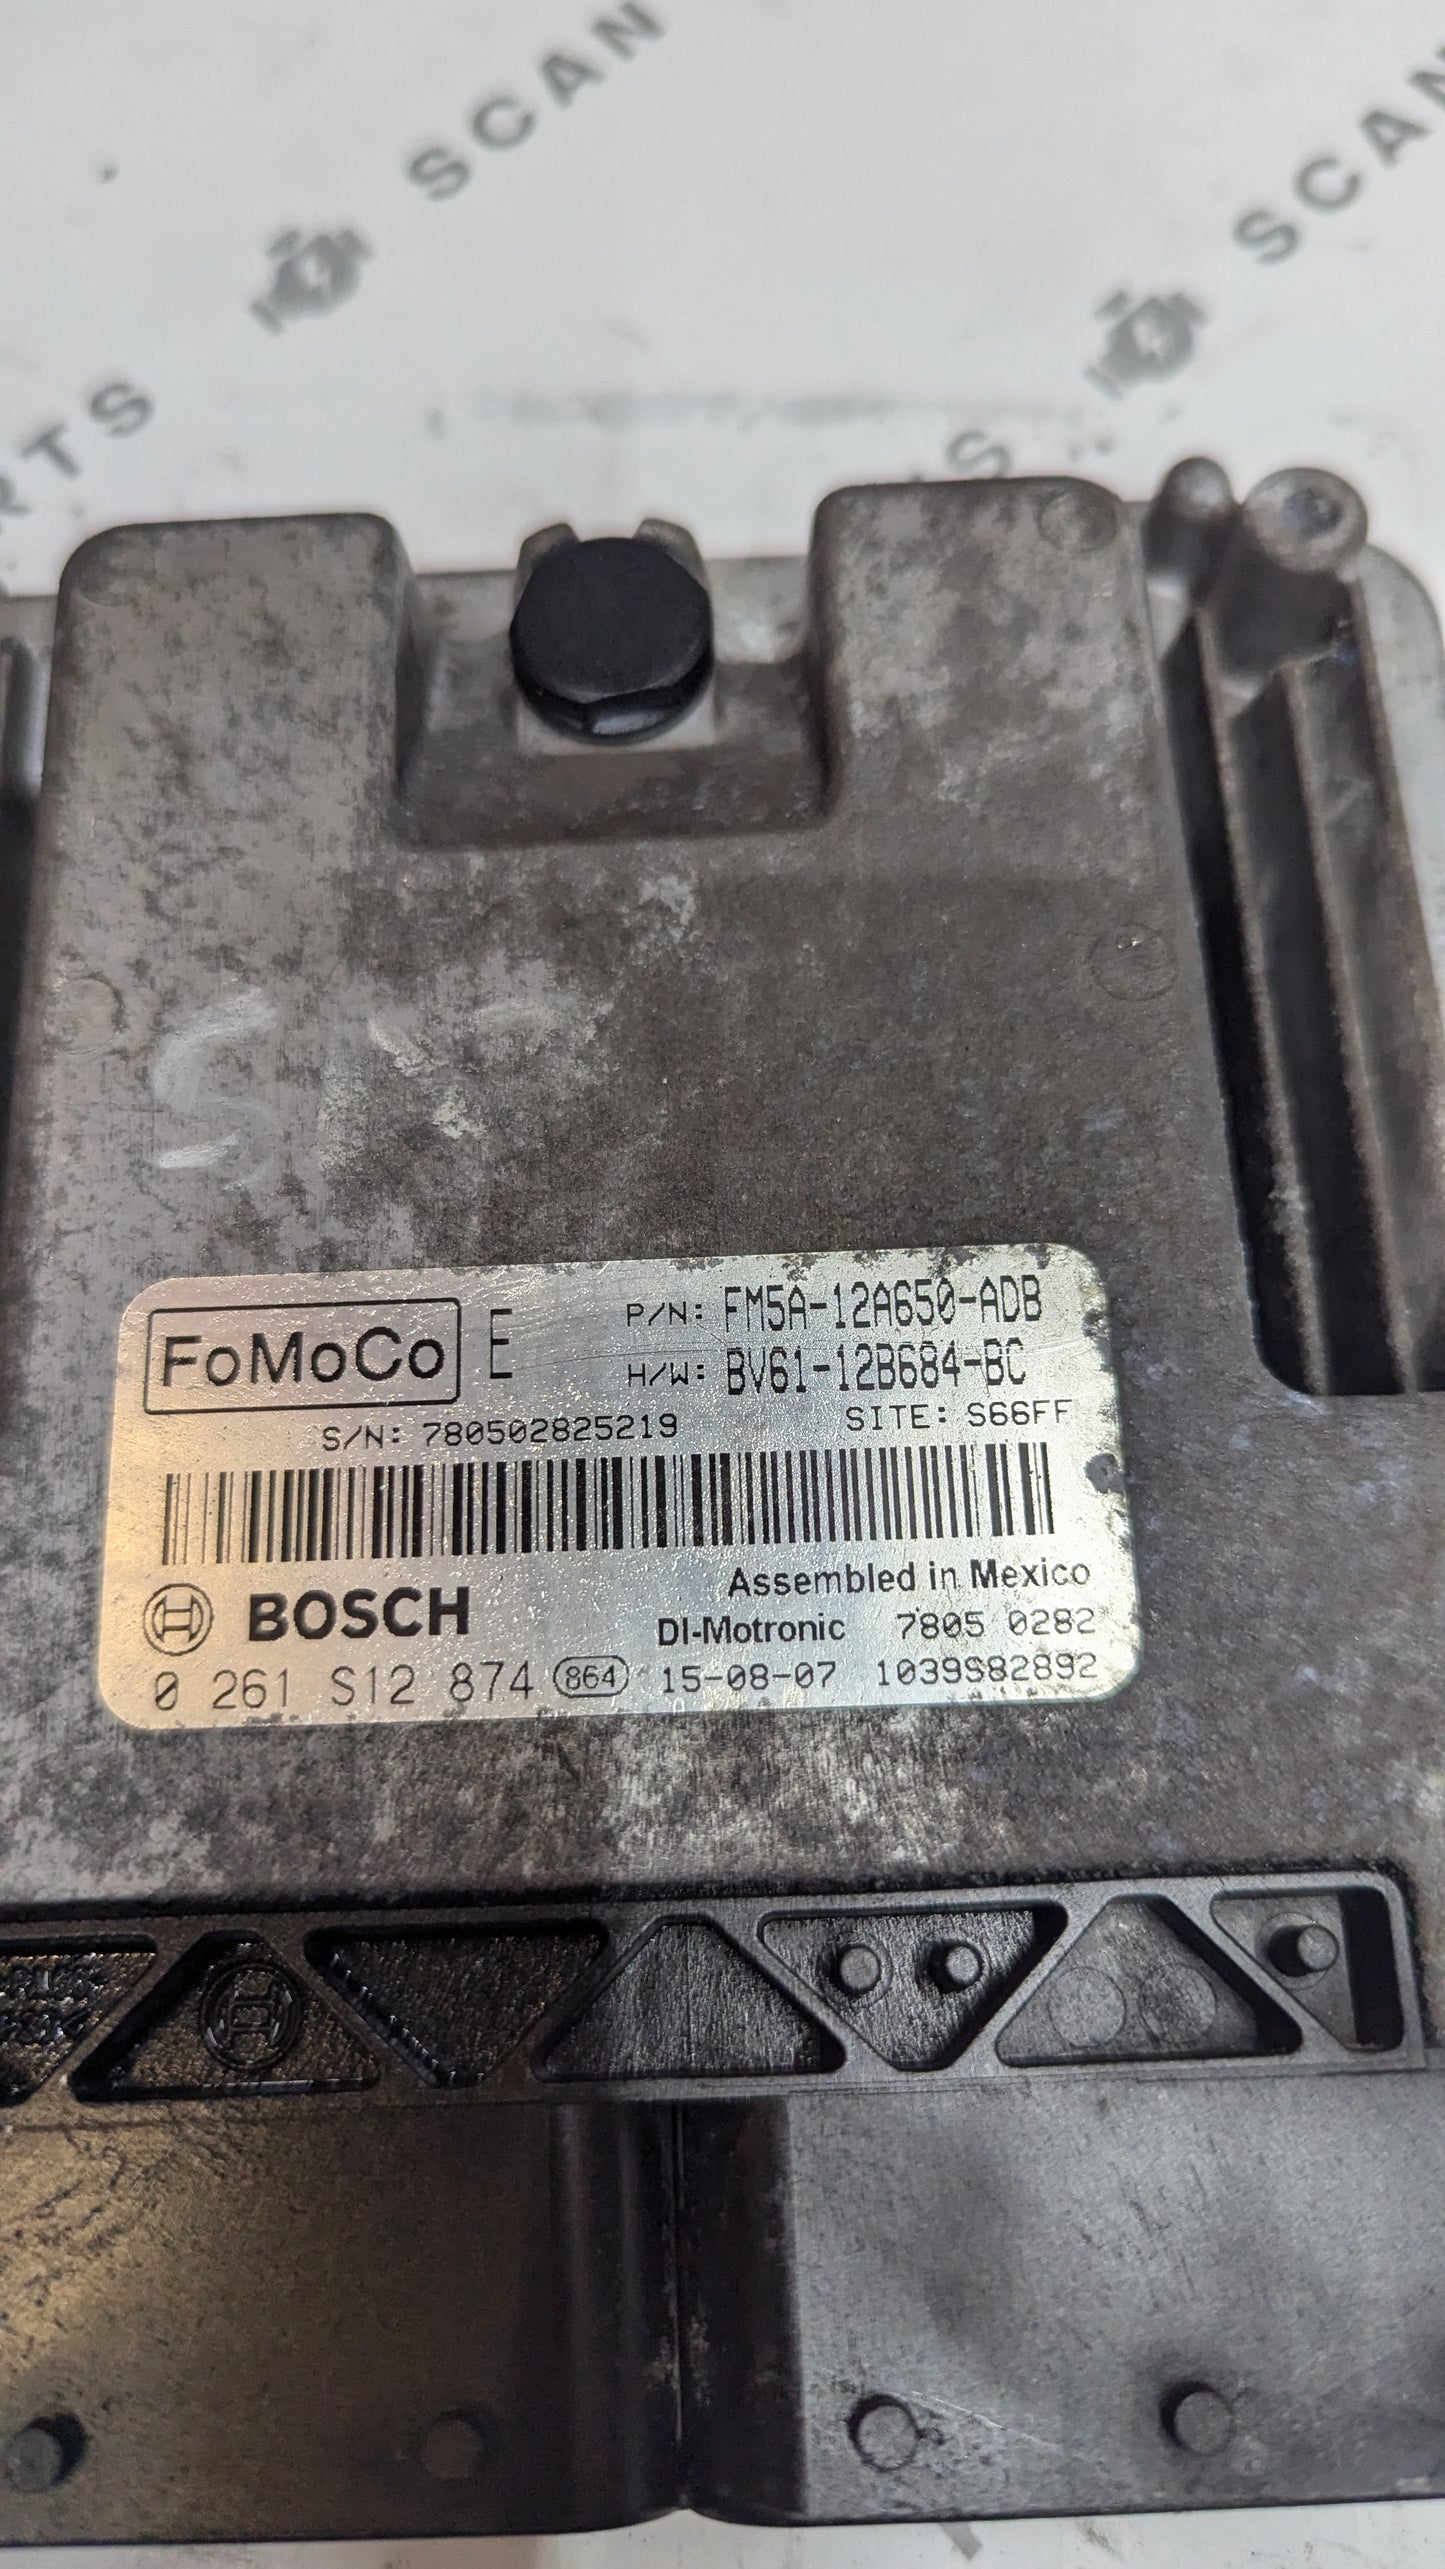 SCAN
SCAN
RTS
S
S
FoMoCo E P/N: FM5A-12A650-ADB
H/W: BV61-12B684-BC
S/N: 780502825219 SITE: S66FF
Assembled in Mexico
BOSCH DI-Motronic 7805 0282
0 261 S12 874 864 15-08-07 1039S82892